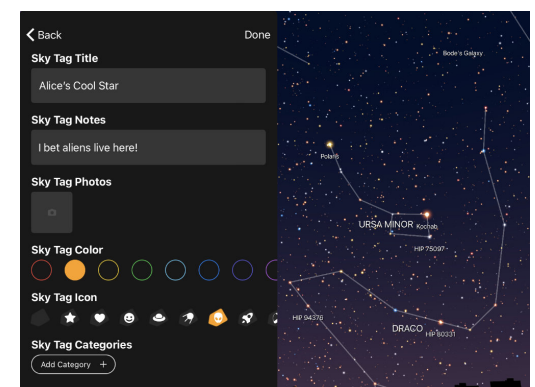 Back
Done
Sky Tag Title
Alice's Cool Star
Sky Tag Notes
I bet aliens live here!
Sky Tag Photos
Sky Tag Color
Sky Tag Icon
Sky Tag Categories
Add Category +
Bode's Galaxy
Polaris
URSA MINOR
Kochab
HIP 75097
HIP 94376
DRACO
HIP 80331